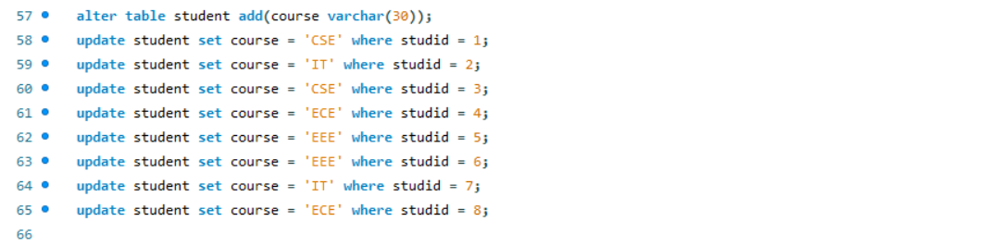 57 alter table student add(course varchar(30));
58 update student set course = 'CSE' where studid = 1;
59 update student set course = 'IT' where studid = 2;
60 update student set course = 'CSE' where studid = 3;
61 update student set course = 'ECE' where studid = 4;
62 update student set course = 'EEE' where studid = 5;
63 update student set course = 'EEE' where studid = 6;
64 update student set course = 'IT' where studid = 7;
65 update student set course = 'ECE' where studid = 8;
66